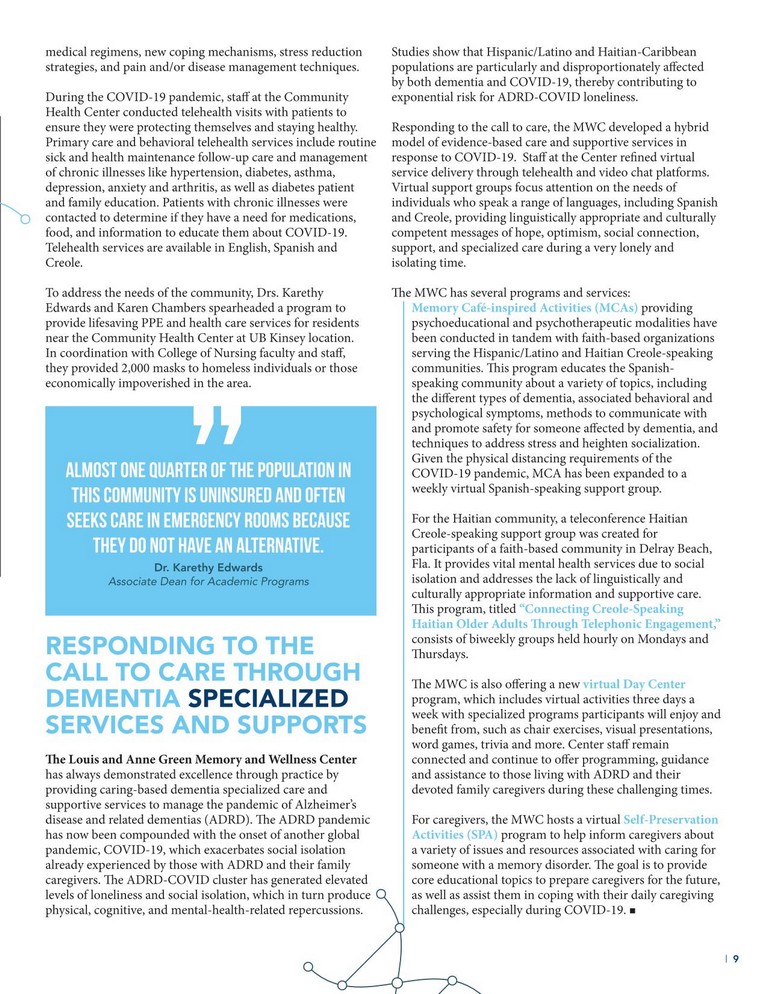 medical regimens, new coping mechanisms, stress reduction
strategies, and pain and/or disease management techniques.
During the COVID-19 pandemic, staff at the Community
Health Center conducted telehealth visits with patients to
ensure they were protecting themselves and staying healthy.
Primary care and behavioral telehealth services include routine
sick and health maintenance follow-up care and management
of chronic illnesses like hypertension, diabetes, asthma,
depression, anxiety and arthritis, as well as diabetes patient
and family education. Patients with chronic illnesses were
contacted to determine if they have a need for medications,
food, and information to educate them about COVID-19.
Telehealth services are available in English, Spanish and
Creole.
To address the needs of the community, Drs. Karethy
Edwards and Karen Chambers spearheaded a program to
provide lifesaving PPE and health care services for residents
near the Community Health Center at UB Kinsey location.
In coordination with College of Nursing faculty and staff,
they provided 2,000 masks to homeless individuals or those
economically impoverished in the area.
”
ALMOST ONE QUARTER OF THE POPULATION IN
THIS COMMUNITY IS UNINSURED AND OFTEN
SEEKS CARE IN EMERGENCY ROOMS BECAUSE
THEY DO NOT HAVE AN ALTERNATIVE.
Dr. Karethy Edwards
Associate Dean for Academic Programs
RESPONDING TO THE
CALL TO CARE THROUGH
DEMENTIA SPECIALIZED
SERVICES AND SUPPORTS
The Louis and Anne Green Memory and Wellness Center
has always demonstrated excellence through practice by
providing caring-based dementia specialized care and
supportive services to manage the pandemic of Alzheimer’s
disease and related dementias (ADRD). The ADRD pandemic
has now been compounded with the onset of another global
pandemic, COVID-19, which exacerbates social isolation
already experienced by those with ADRD and their family
caregivers. The ADRD-COVID cluster has generated elevated
levels of loneliness and social isolation, which in turn produce
physical, cognitive, and mental-health-related repercussions.
Studies show that Hispanic/Latino and Haitian-Caribbean
populations are particularly and disproportionately affected
by both dementia and COVID-19, thereby contributing to
exponential risk for ADRD-COVID loneliness.
Responding to the call to care, the MWC developed a hybrid
model of evidence-based care and supportive services in
response to COVID-19.  Staff at the Center refined virtual
service delivery through telehealth and video chat platforms.
Virtual support groups focus attention on the needs of
individuals who speak a range of languages, including Spanish
and Creole, providing linguistically appropriate and culturally
competent messages of hope, optimism, social connection,
support, and specialized care during a very lonely and
isolating time.
The MWC has several programs and services:
Memory Café-inspired Activities (MCAs) providing
psychoeducational and psychotherapeutic modalities have
been conducted in tandem with faith-based organizations
serving the Hispanic/Latino and Haitian Creole-speaking
communities. This program educates the Spanish-
speaking community about a variety of topics, including
the different types of dementia, associated behavioral and
psychological symptoms, methods to communicate with
and promote safety for someone affected by dementia, and
techniques to address stress and heighten socialization.
Given the physical distancing requirements of the
COVID-19 pandemic, MCA has been expanded to a
weekly virtual Spanish-speaking support group.
For the Haitian community, a teleconference Haitian
Creole-speaking support group was created for
participants of a faith-based community in Delray Beach,
Fla. It provides vital mental health services due to social
isolation and addresses the lack of linguistically and
culturally appropriate information and supportive care.
This program, titled “Connecting Creole-Speaking
Haitian Older Adults Through Telephonic Engagement,”
consists of biweekly groups held hourly on Mondays and
Thursdays.
The MWC is also offering a new virtual Day Center
program, which includes virtual activities three days a
week with specialized programs participants will enjoy and
benefit from, such as chair exercises, visual presentations,
word games, trivia and more. Center staff remain
connected and continue to offer programming, guidance
and assistance to those living with ADRD and their
devoted family caregivers during these challenging times.
For caregivers, the MWC hosts a virtual Self-Preservation
Activities (SPA) program to help inform caregivers about
a variety of issues and resources associated with caring for
someone with a memory disorder. The goal is to provide
core educational topics to prepare caregivers for the future,
as well as assist them in coping with their daily caregiving
challenges, especially during COVID-19. ■
| 9